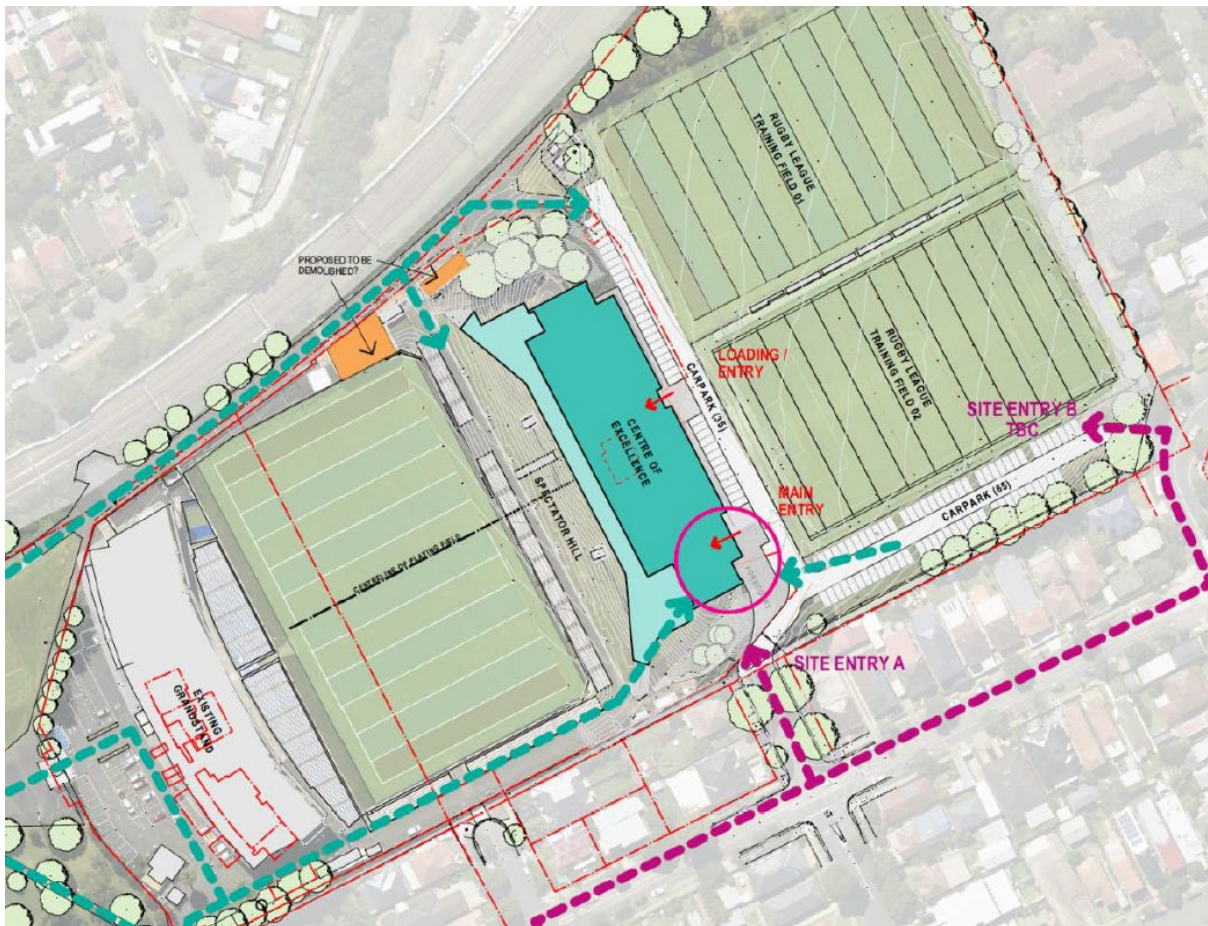 RUGBY LEAGUE
TRAINING FIELD 01
PROPOSED TO BE
DEMOLISHED?
RUGBY LEAGUE
TRAINING FIELD 02
LOADING /
ENTRY
CARPARK (35)
SITE ENTRY B
TBC
CENTRE OF
EXCELLENCE
SPECTATOR HILL
MAIN
ENTRY
CARPARK (65)
CENTRELINE OF PLAYING FIELD
SITE ENTRY A
EXISTING
GRANDSTAND